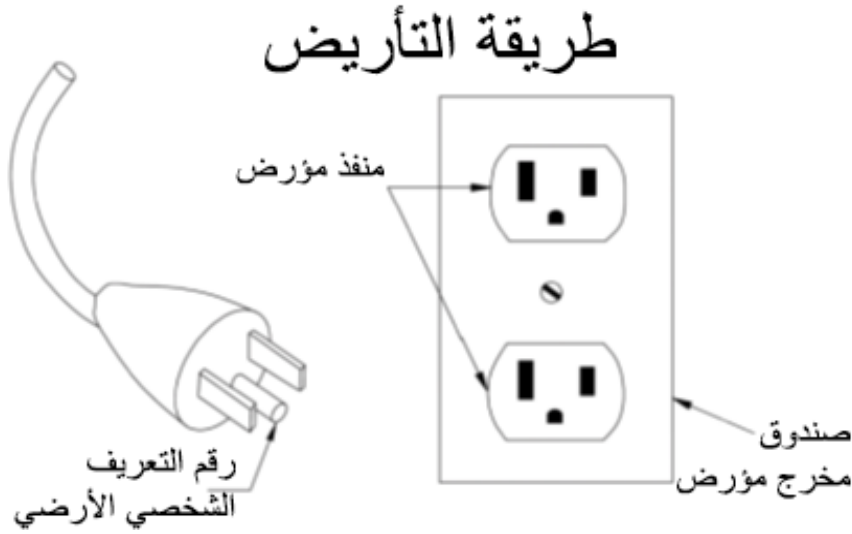 طريقة التأريض
منفذ مؤرض
صندوق
مخرج مؤرض
رقم التعريف
الشخصي الأرضي